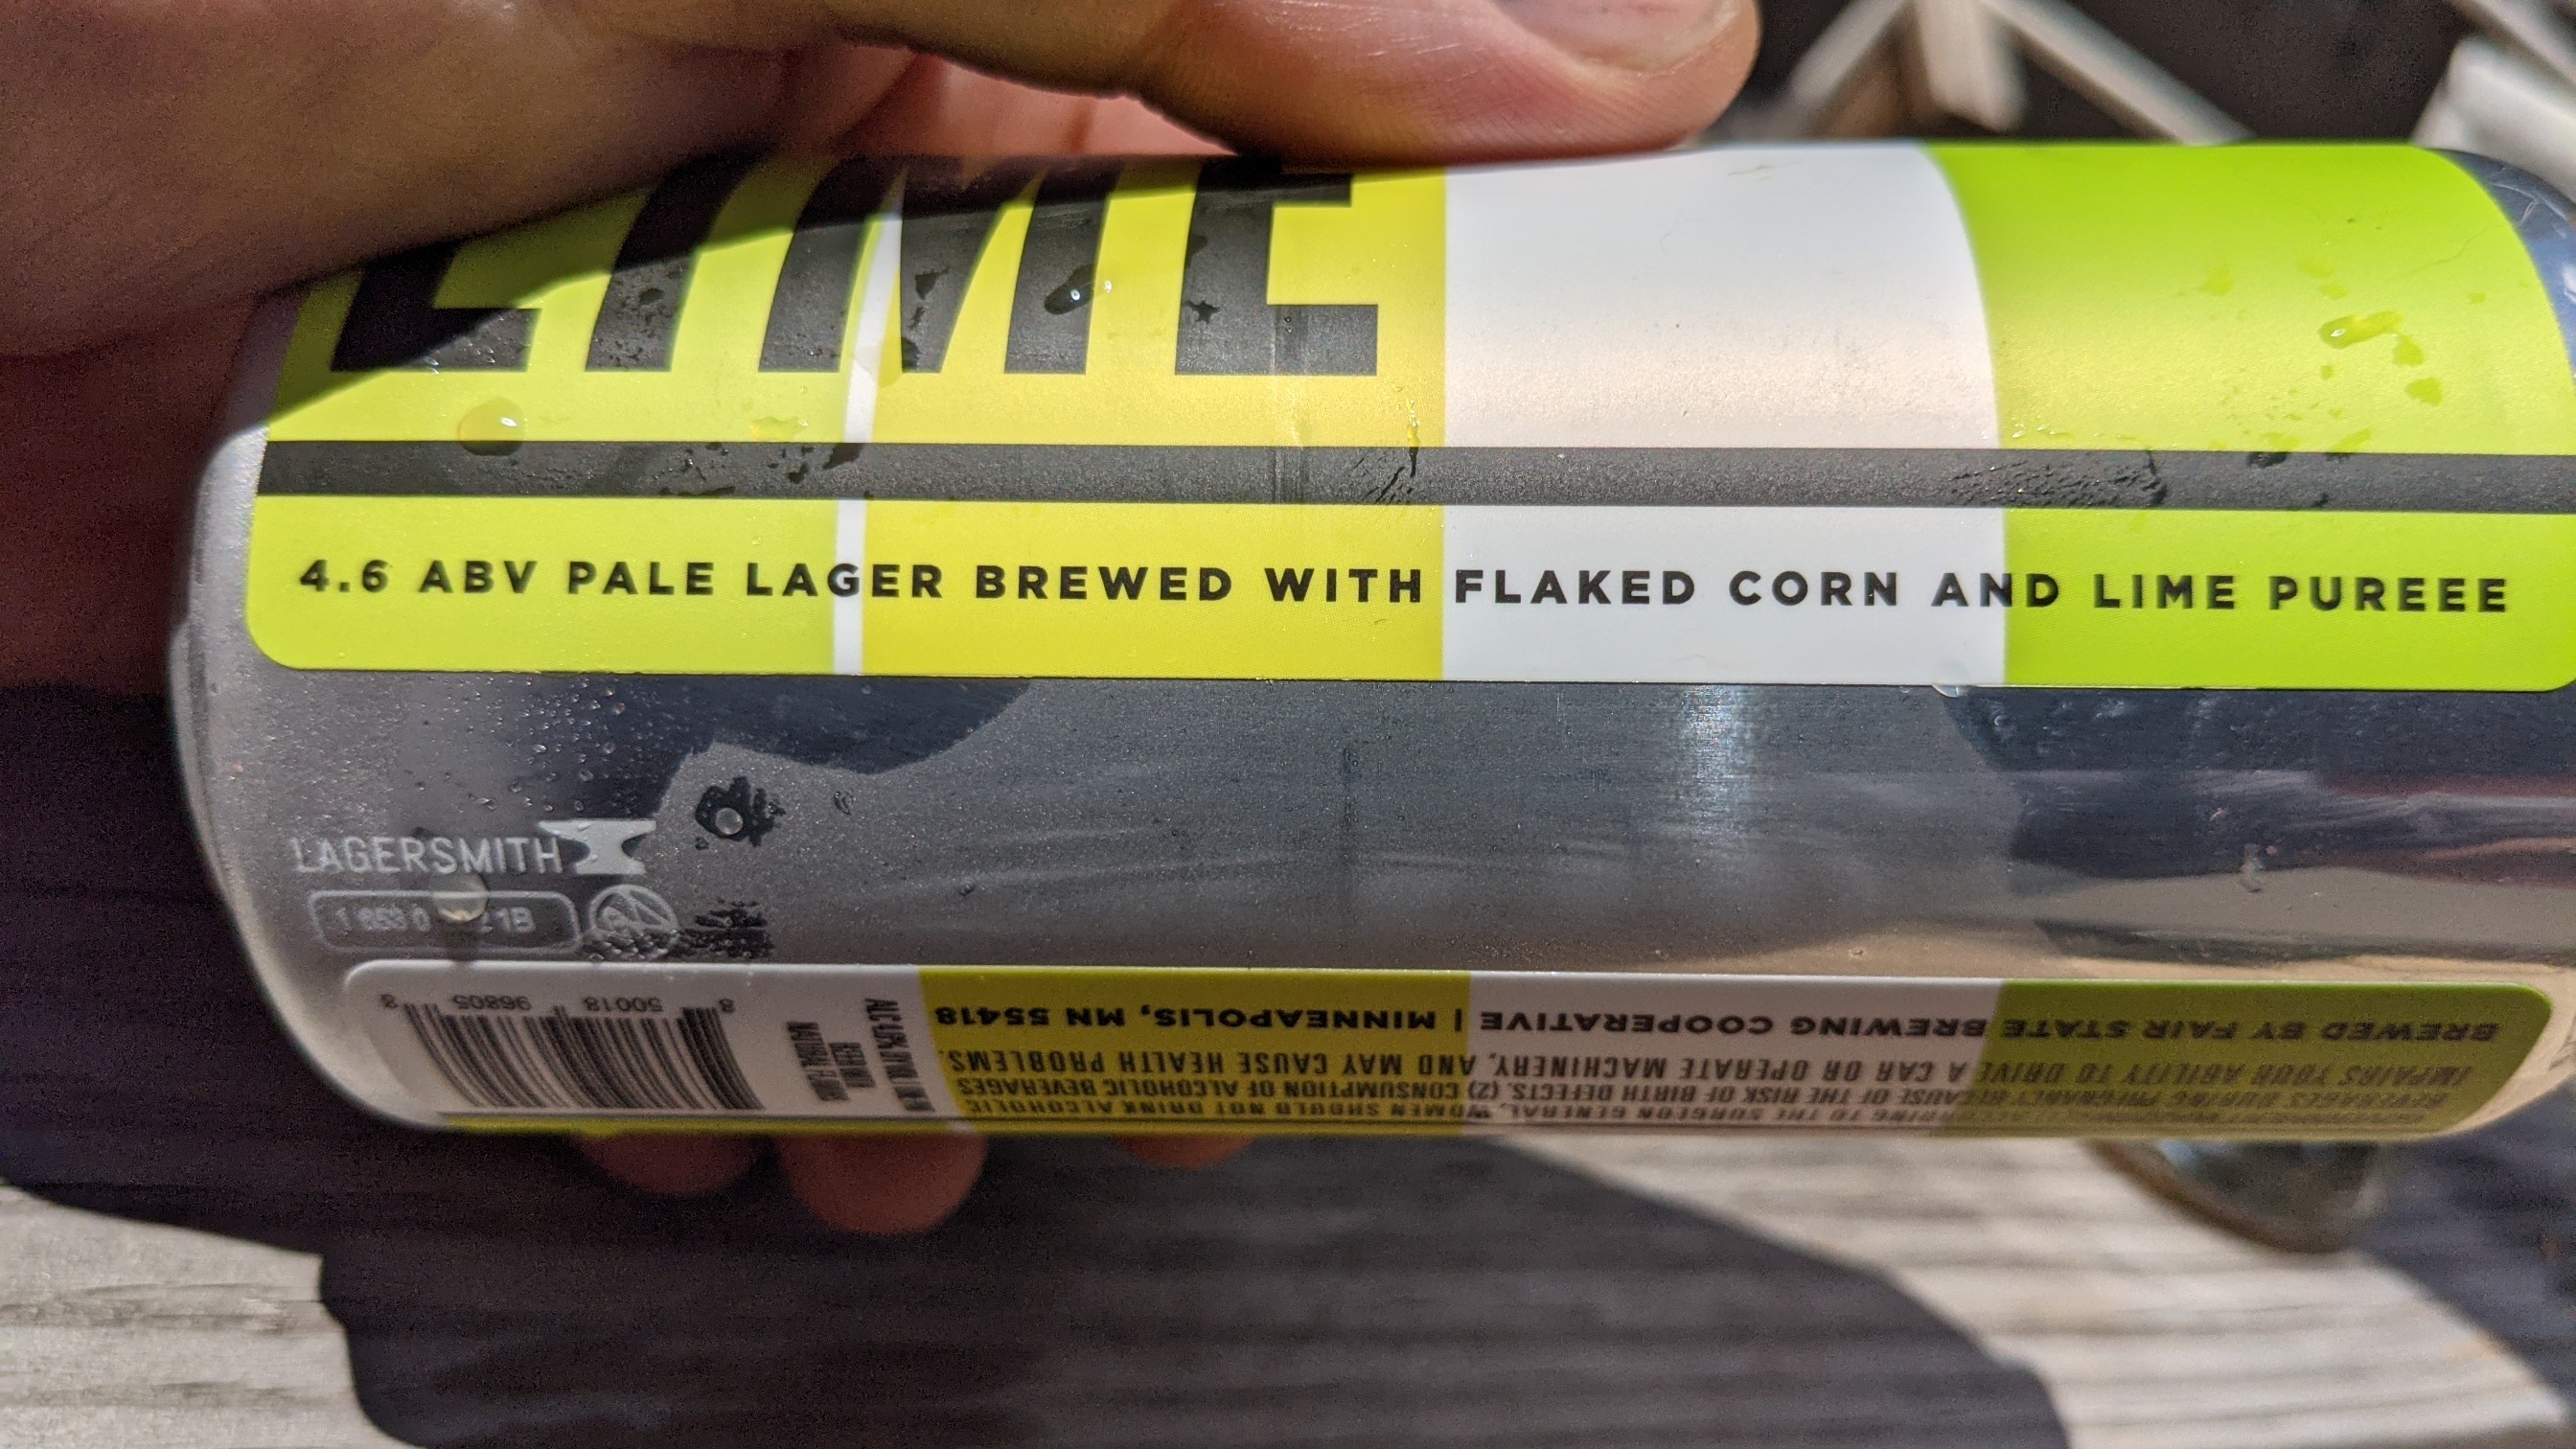 LIME
4.6 ABV PALE LAGER BREWED WITH FLAKED CORN AND LIME PUREEE
LAGERSMITH
BREWED BY FAIR STATE BREWING COOPERATIVE | MINNEAPOLIS, MN 55418
IMPAIRS YOUR ABILITY TO DRIVE A CAR OR OPERATE MACHINERY, AND MAY CAUSE HEALTH PROBLEMS.
BEVERAGES DURING PREGNANCY BECAUSE OF THE RISK OF BIRTH DEFECTS. (2) CONSUMPTION OF ALCOHOLIC BEVERAGES
TO THE SURGEON GENERAL, WOMEN SHOULD NOT DRINK ALCOHOLIC
8 50018 96805 3